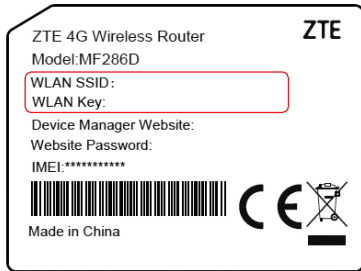 ZTE 4G Wireless Router
ZTE
Model:MF286D
WLAN SSID:
WLAN Key:
Device Manager Website:
Website Password:
IMEI:***********
Made in China
CE